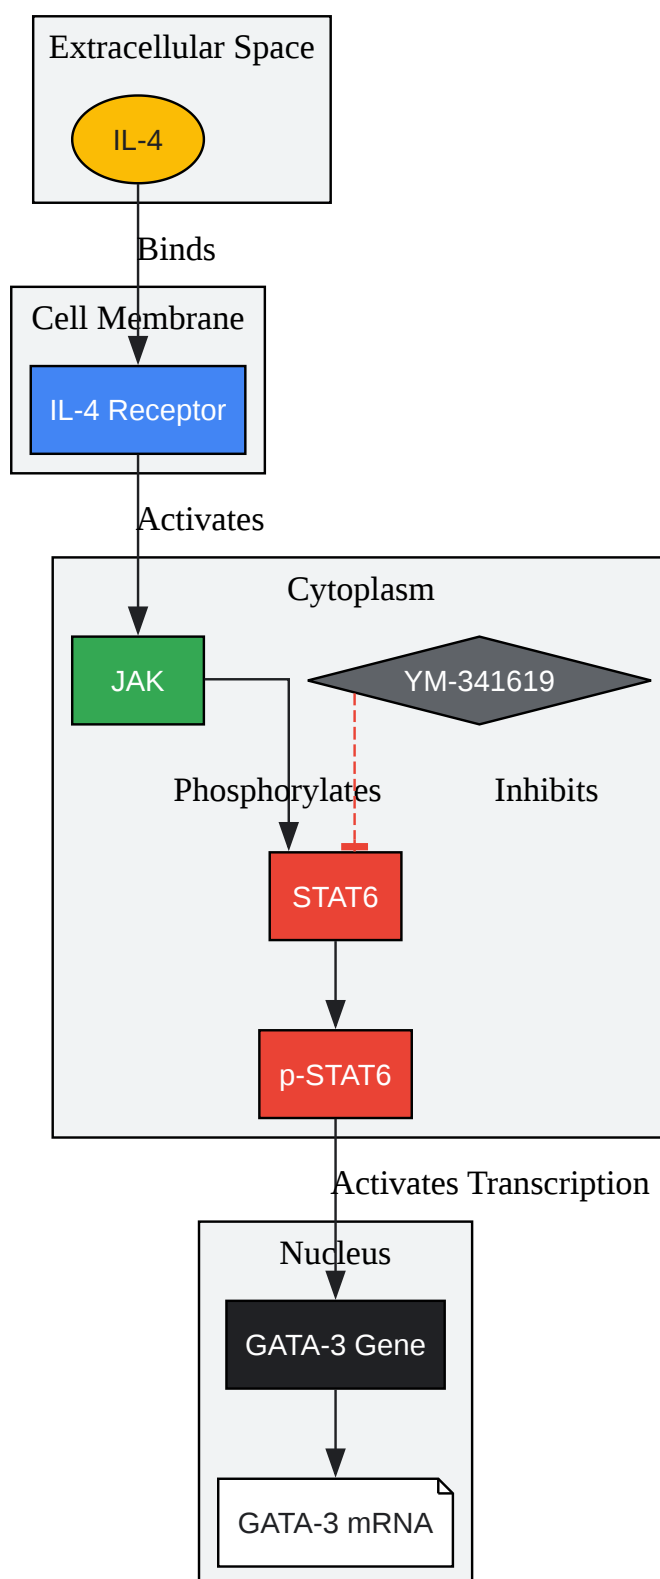 Extracellular Space
IL-4
Binds
Cell Membrane
IL-4 Receptor
Activates
Cytoplasm
JAK
YM-341619
Phosphorylates
Inhibits
STAT6
p-STAT6
Activates Transcription
Nucleus
GATA-3 Gene
GATA-3 mRNA